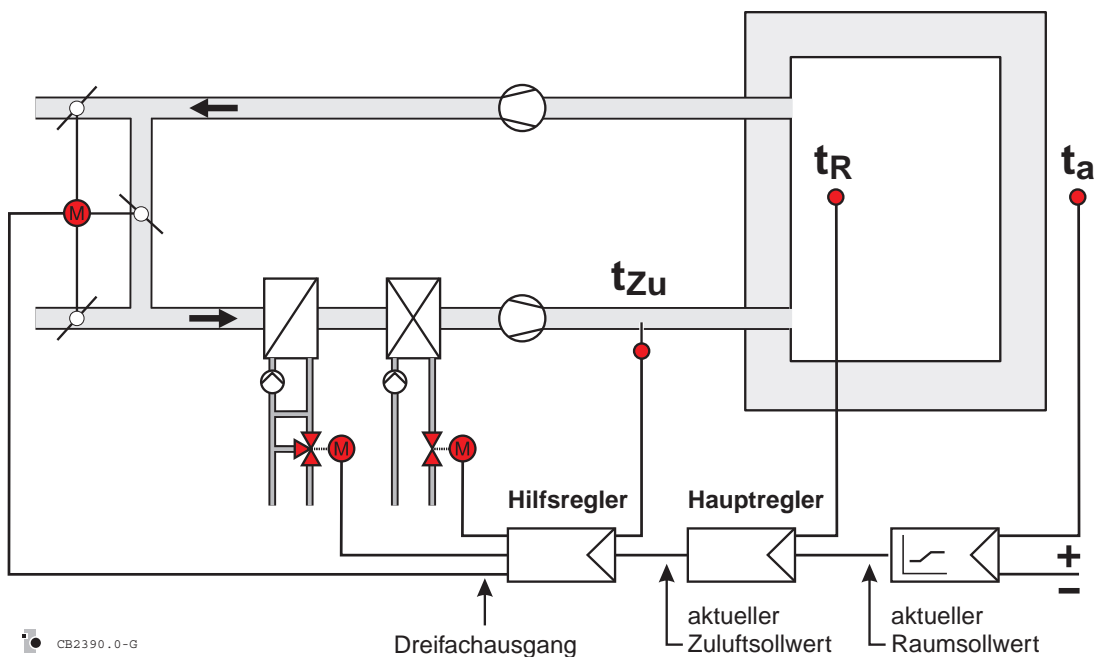 tR
ta
M
tZu
M
M
Hilfsregler
Hauptregler
+
−
aktueller
Zuluftsollwert
aktueller
Raumsollwert
Dreifachausgang
CB2390.0-G